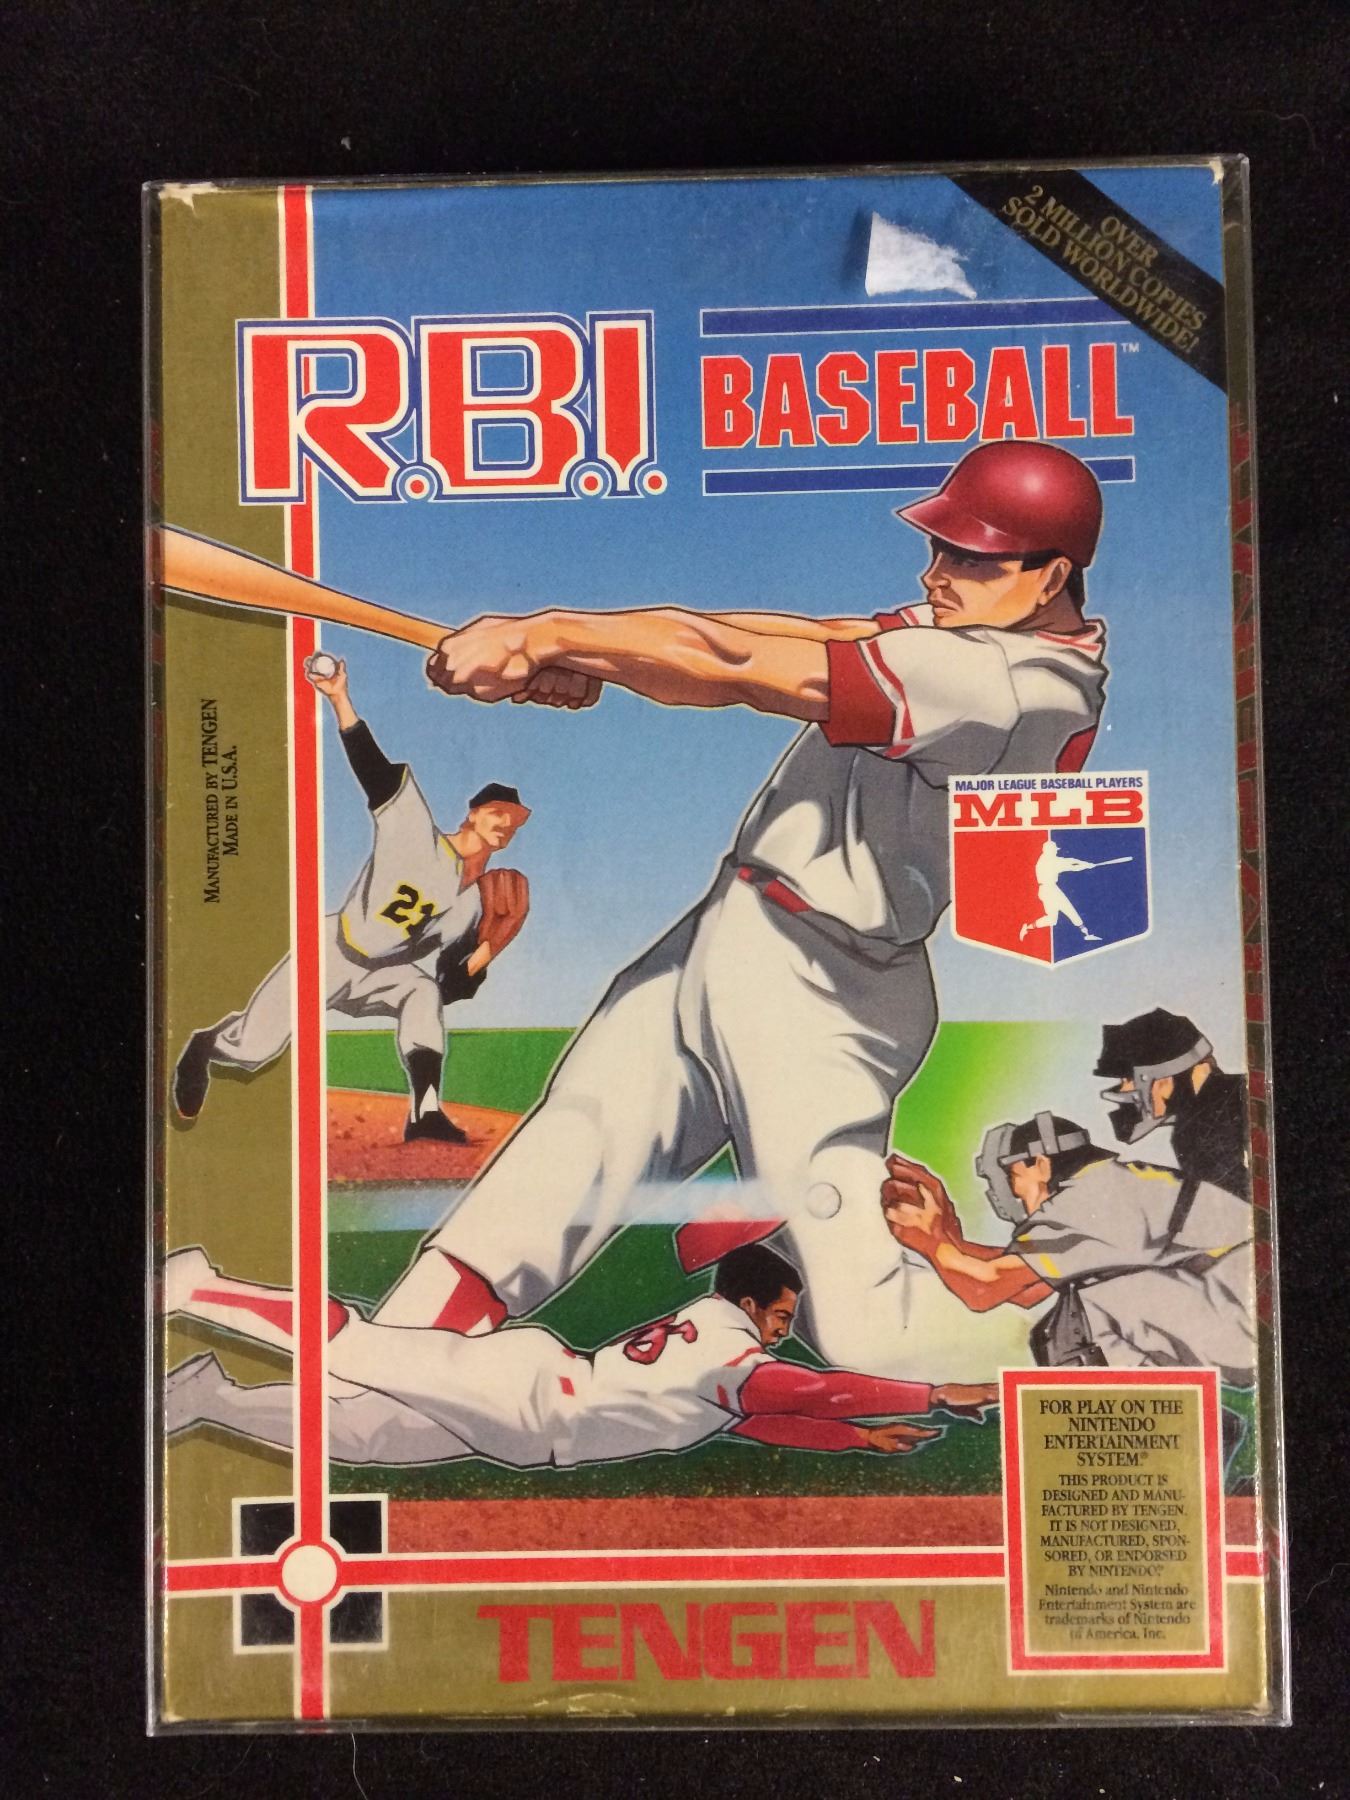 OVER
2 MILLION COPIES
SOLD WORLDWIDE!
R.B.I.
BASEBALL™
MANUFACTURED BY TENGEN
MADE IN U.S.A.
21
MAJOR LEAGUE BASEBALL PLAYERS
MLB
FOR PLAY ON THE
NINTENDO
ENTERTAINMENT
SYSTEM®
THIS PRODUCT IS
DESIGNED AND MANU-
FACTURED BY TENGEN.
IT IS NOT DESIGNED,
MANUFACTURED, SPON-
SORED, OR ENDORSED
BY NINTENDO®
Nintendo and Nintendo
Entertainment System are
trademarks of Nintendo
of America, Inc.
TENGEN